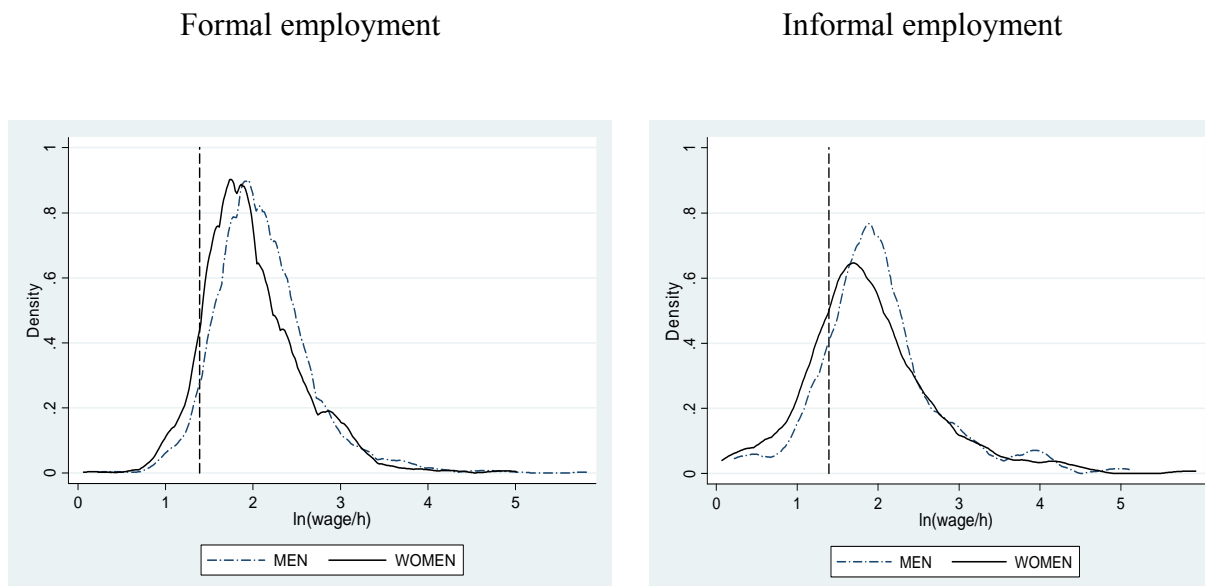 Formal employment
Informal employment
1
.8
.6
.4
.2
0
Density
0 1 2 3 4 5
ln(wage/h)
MEN WOMEN
1
.8
.6
.4
.2
0
Density
0 1 2 3 4 5
ln(wage/h)
MEN WOMEN